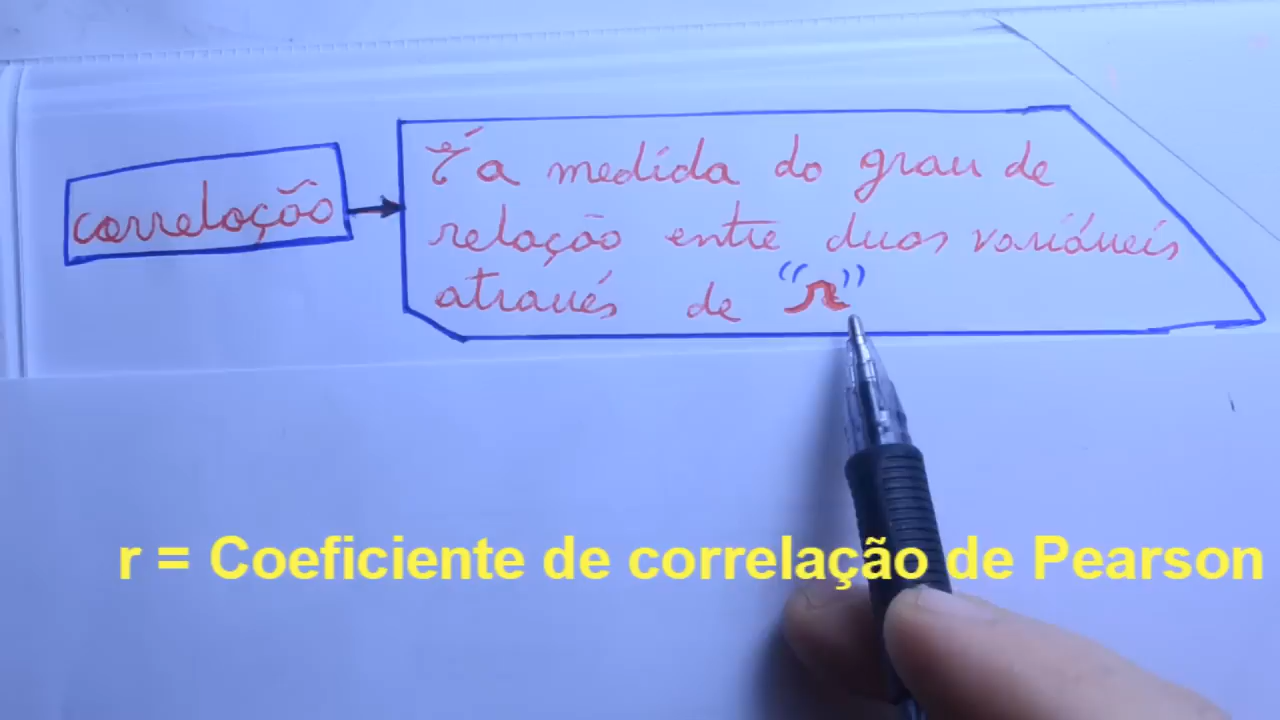 correlação
É a medida do grau de
relação entre duas variáveis
através de "r"
r = Coeficiente de correlação de Pearson